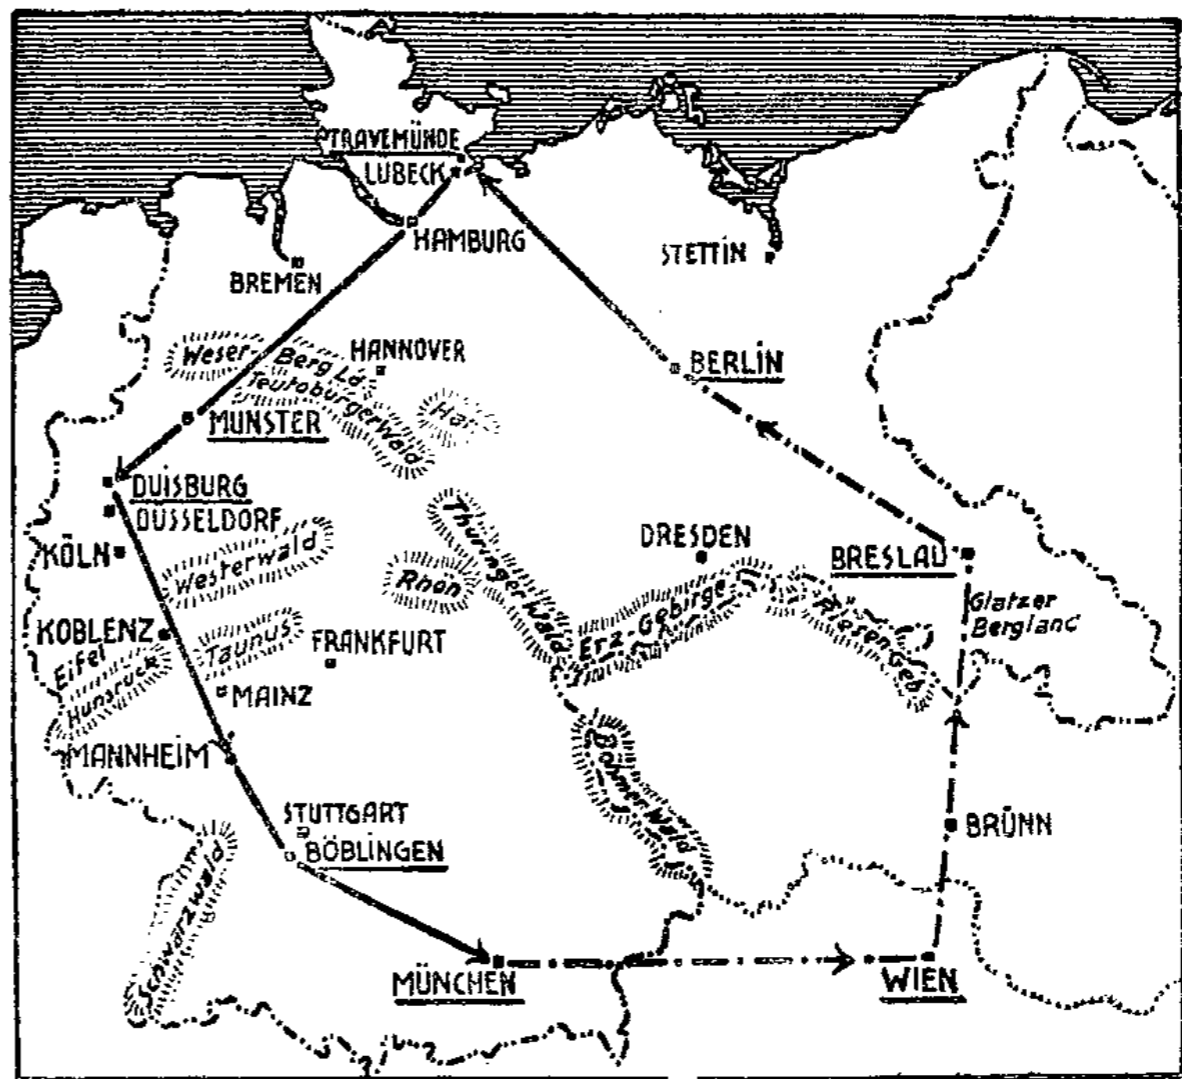 TRAVEMÜNDE
LÜBECK
HAMBURG
STETTIN
BREMEN
BERLIN
HANNOVER
Weser-
Berg Ld.
Teutoburger Wald
MÜNSTER
DUISBURG
DÜSSELDORF
KÖLN
Westerwald
Rhön
Thüringer Wald
DRESDEN
BRESLAU
Erz-Gebirge
Riesen Geb.
Glatzer
Bergland
KOBLENZ
Taunus
FRANKFURT
Eifel
Hunsrück
MAINZ
MANNHEIM
Böhmer Wald
STUTTGART
BÖBLINGEN
BRÜNN
Schwarzwald
MÜNCHEN
WIEN